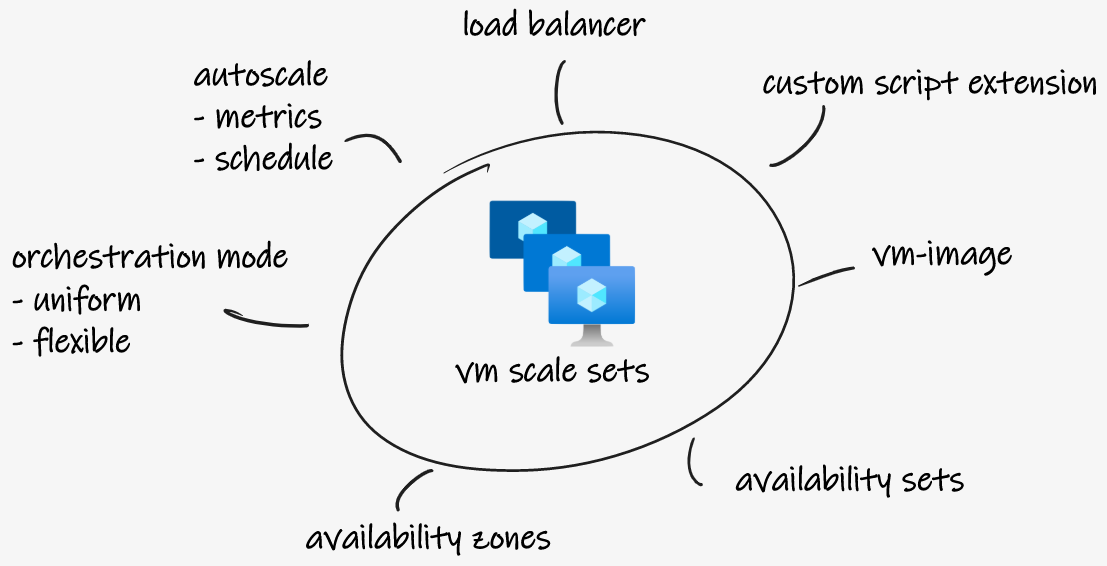 load balancer
autoscale
- metrics
- schedule
custom script extension
orchestration mode
- uniform
- flexible
vm-image
vm scale sets
availability sets
availability zones